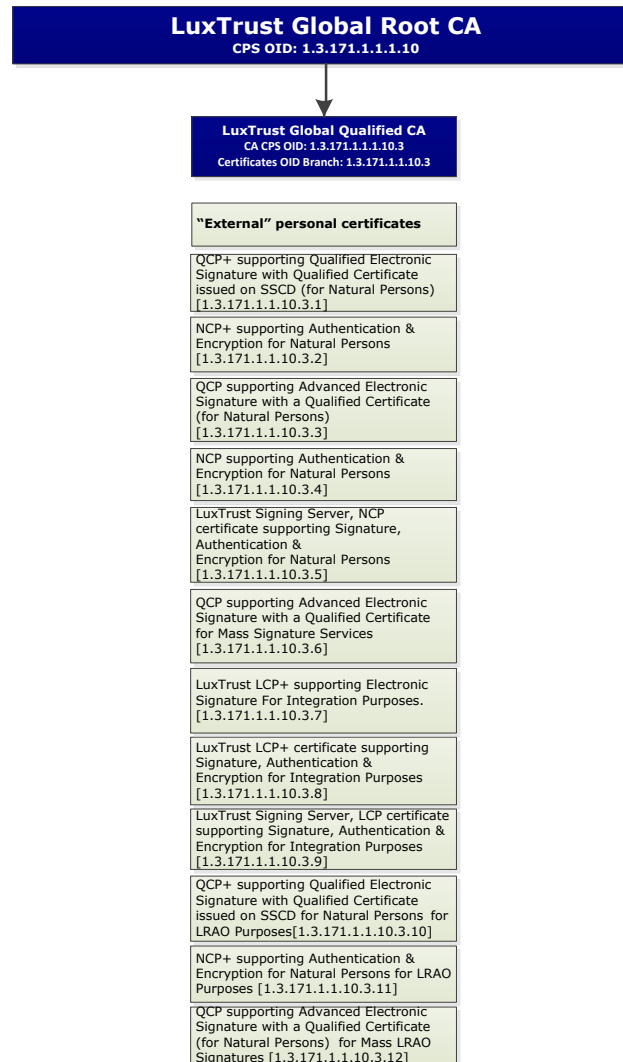 LuxTrust Global Root CA
CPS OID: 1.3.171.1.1.1.10
LuxTrust Global Qualified CA
CA CPS OID: 1.3.171.1.1.1.10.3
Certificates OID Branch: 1.3.171.1.1.10.3
“External” personal certificates
QCP+ supporting Qualified Electronic
Signature with Qualified Certificate
issued on SSCD (for Natural Persons)
[1.3.171.1.1.10.3.1]
NCP+ supporting Authentication &
Encryption for Natural Persons
[1.3.171.1.1.10.3.2]
QCP supporting Advanced Electronic
Signature with a Qualified Certificate
(for Natural Persons)
[1.3.171.1.1.10.3.3]
NCP supporting Authentication &
Encryption for Natural Persons
[1.3.171.1.1.10.3.4]
LuxTrust Signing Server, NCP
certificate supporting Signature,
Authentication &
Encryption for Natural Persons
[1.3.171.1.1.10.3.5]
QCP supporting Advanced Electronic
Signature with a Qualified Certificate
for Mass Signature Services
[1.3.171.1.1.10.3.6]
LuxTrust LCP+ supporting Electronic
Signature For Integration Purposes.
[1.3.171.1.1.10.3.7]
LuxTrust LCP+ certificate supporting
Signature, Authentication &
Encryption for Integration Purposes
[1.3.171.1.1.10.3.8]
LuxTrust Signing Server, LCP certificate
supporting Signature, Authentication &
Encryption for Integration Purposes
[1.3.171.1.1.10.3.9]
QCP+ supporting Qualified Electronic
Signature with Qualified Certificate
issued on SSCD for Natural Persons for
LRAO Purposes[1.3.171.1.1.10.3.10]
NCP+ supporting Authentication &
Encryption for Natural Persons for LRAO
Purposes [1.3.171.1.1.10.3.11]
QCP supporting Advanced Electronic
Signature with a Qualified Certificate
(for Natural Persons) for Mass LRAO
Signatures [1.3.171.1.1.10.3.12]